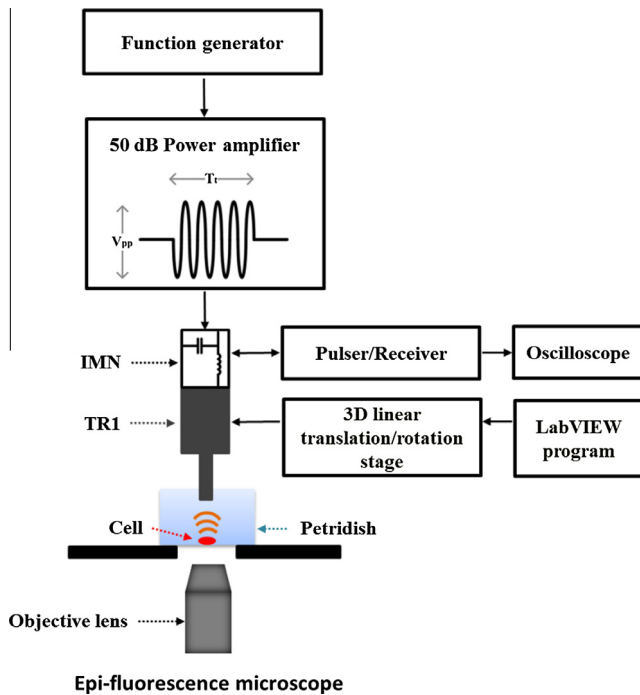 Function generator
50 dB Power amplifier
Tt
Vpp
IMN
Pulser/Receiver
Oscilloscope
TR1
3D linear
translation/rotation
stage
LabVIEW
program
Cell
Petridish
Objective lens
Epi-fluorescence microscope